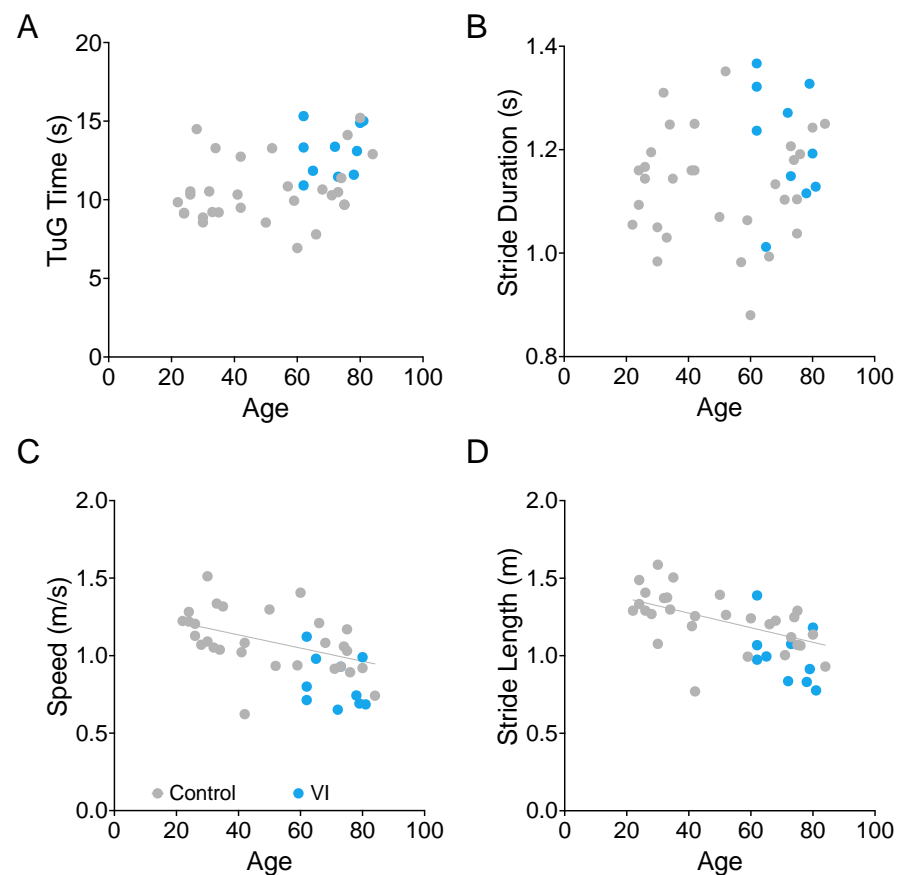 A
TuG Time (s)
20
15
10
5
0
0 20 40 60 80 100
Age
B
Stride Duration (s)
1.4
1.2
1.0
0.8
0 20 40 60 80 100
Age
C
Speed (m/s)
2.0
1.5
1.0
0.5
0.0
Control VI
0 20 40 60 80 100
Age
D
Stride Length (m)
2.0
1.5
1.0
0.5
0.0
0 20 40 60 80 100
Age